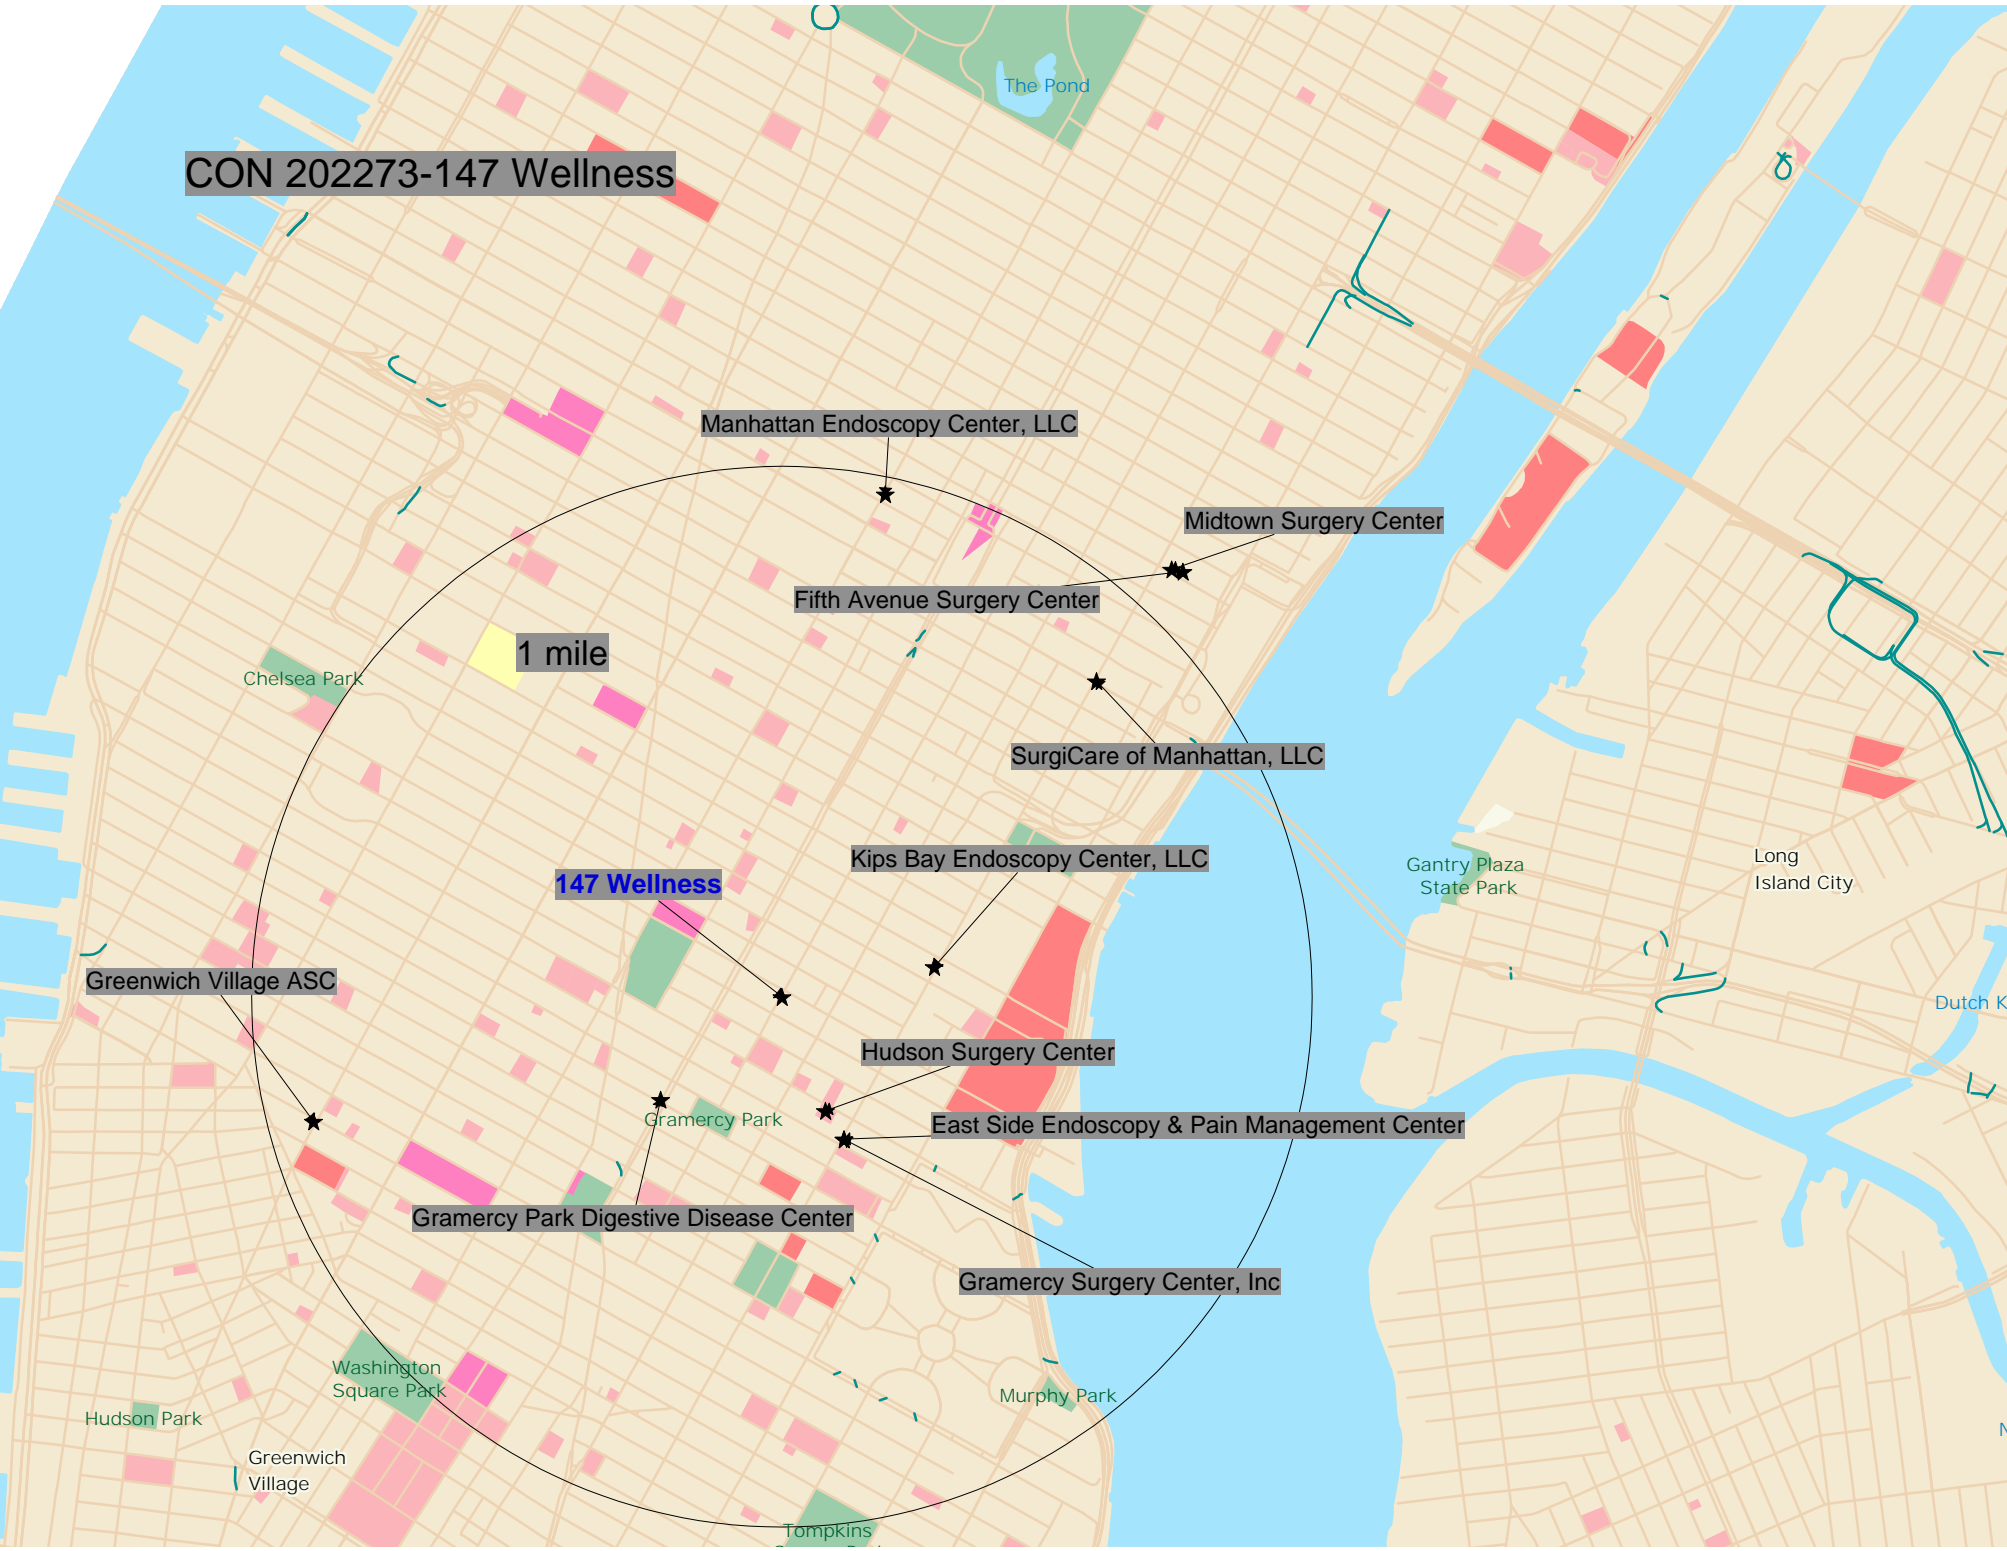 The Pond
CON 202273-147 Wellness
Manhattan Endoscopy Center, LLC
Midtown Surgery Center
Fifth Avenue Surgery Center
1 mile
Chelsea Park
SurgiCare of Manhattan, LLC
Kips Bay Endoscopy Center, LLC
Gantry Plaza
State Park
Long
Island City
147 Wellness
Greenwich Village ASC
Dutch K
Hudson Surgery Center
Gramercy Park
East Side Endoscopy & Pain Management Center
Gramercy Park Digestive Disease Center
Gramercy Surgery Center, Inc
Washington
Square Park
Murphy Park
Hudson Park
Greenwich
Village
Tompkins